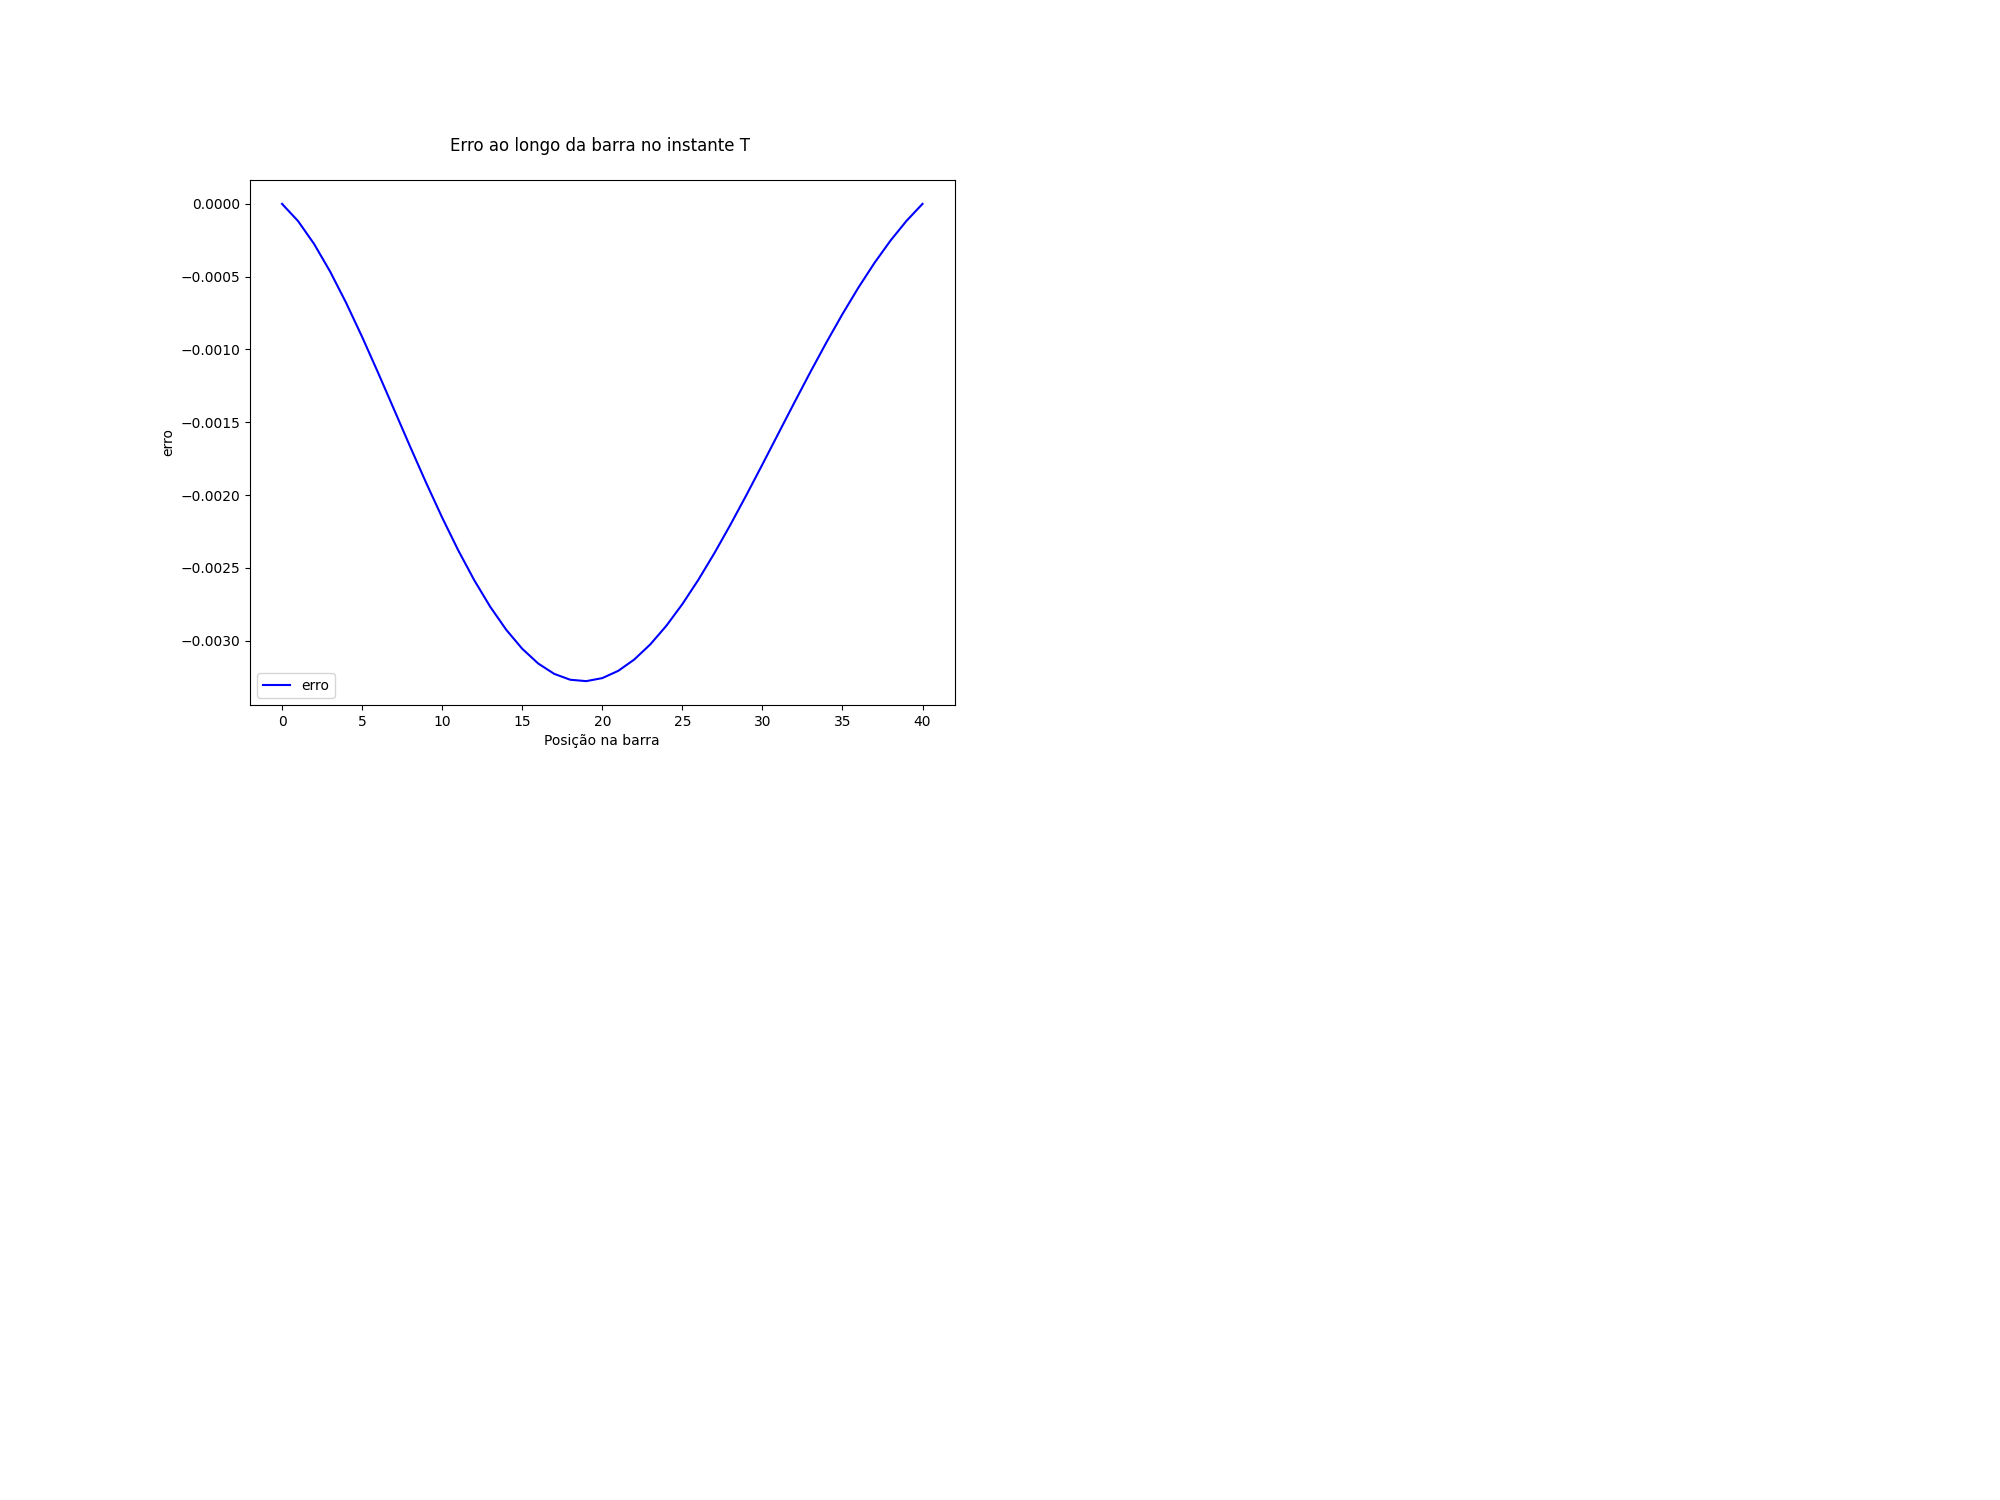 Erro ao longo da barra no instante T
0.0000
−0.0005
−0.0010
−0.0015
−0.0020
−0.0025
−0.0030
erro
erro
0 5 10 15 20 25 30 35 40
Posição na barra